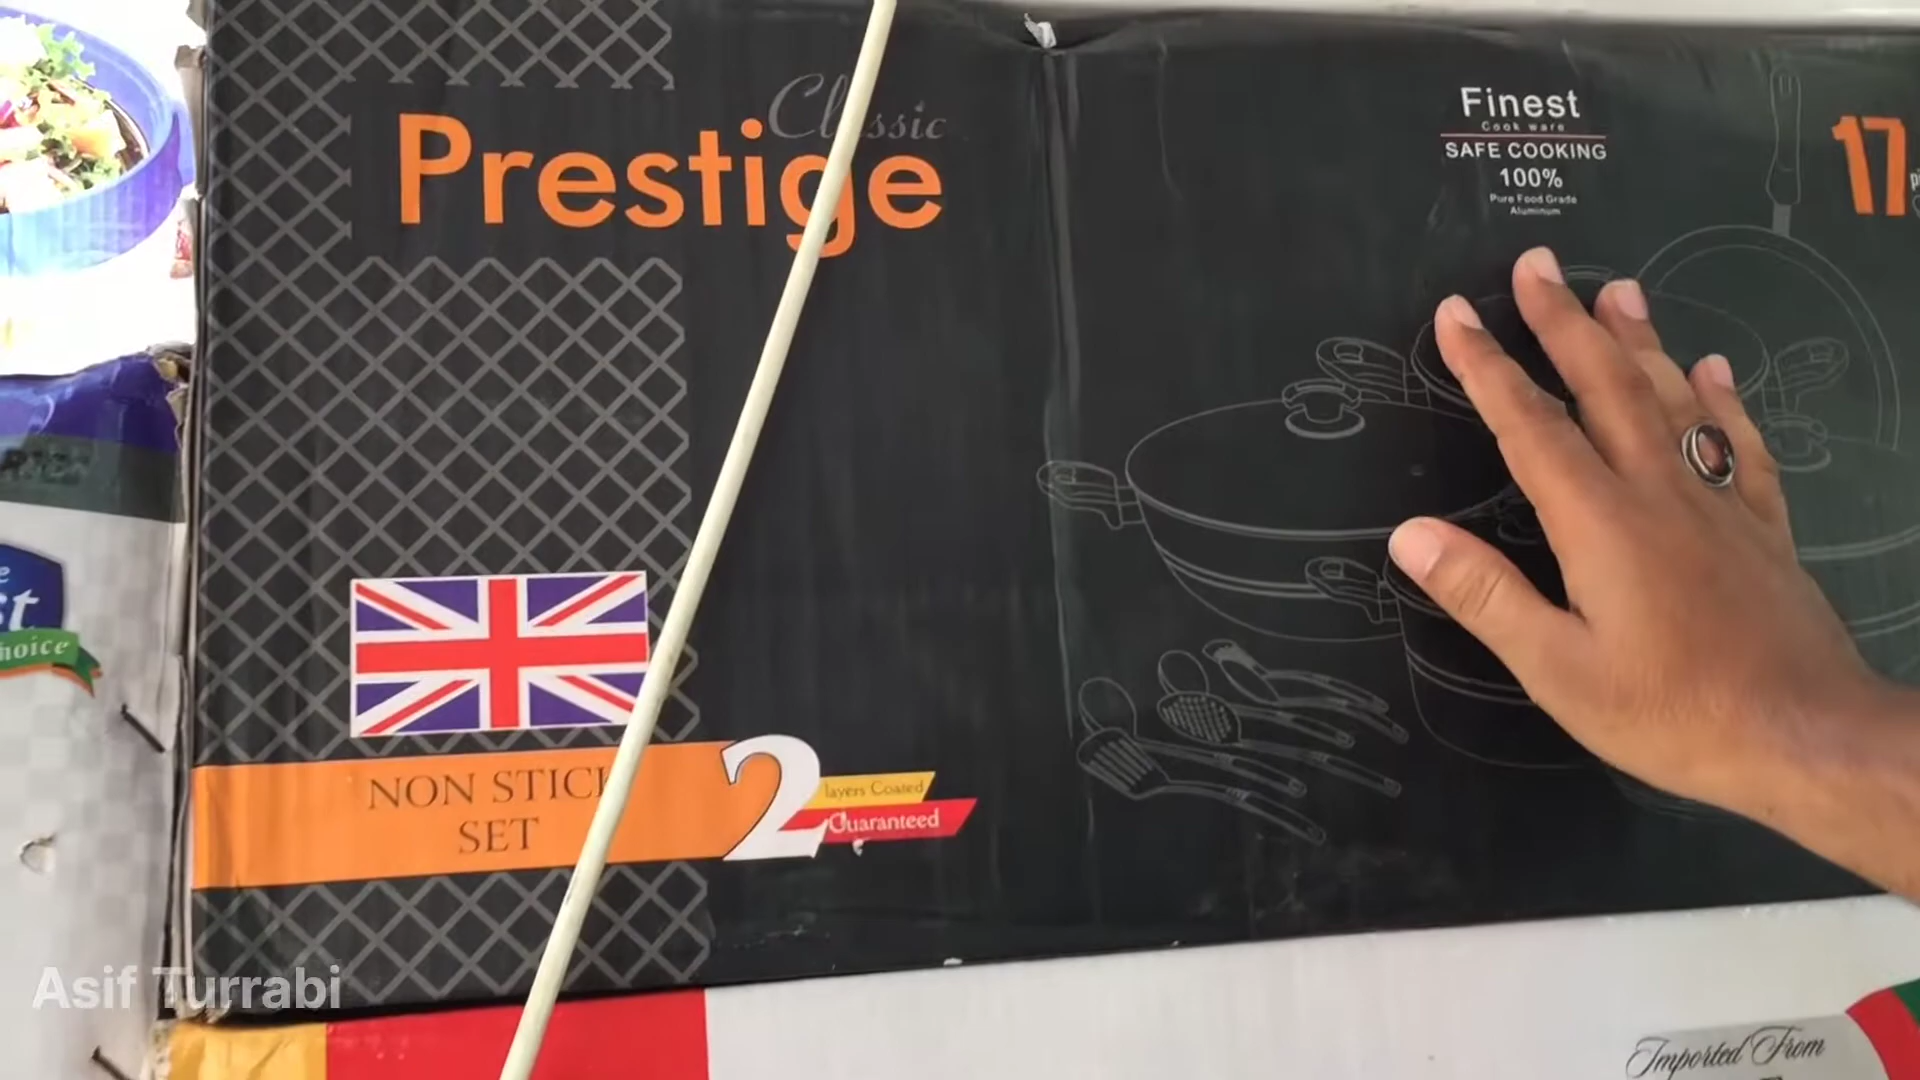 Classic
Prestige
Finest
Cook ware
SAFE COOKING
100%
Pure Food Grade
Aluminum
17
NON STICK
SET
2
layers Coated
Guaranteed
Asif Turrabi
Imported From